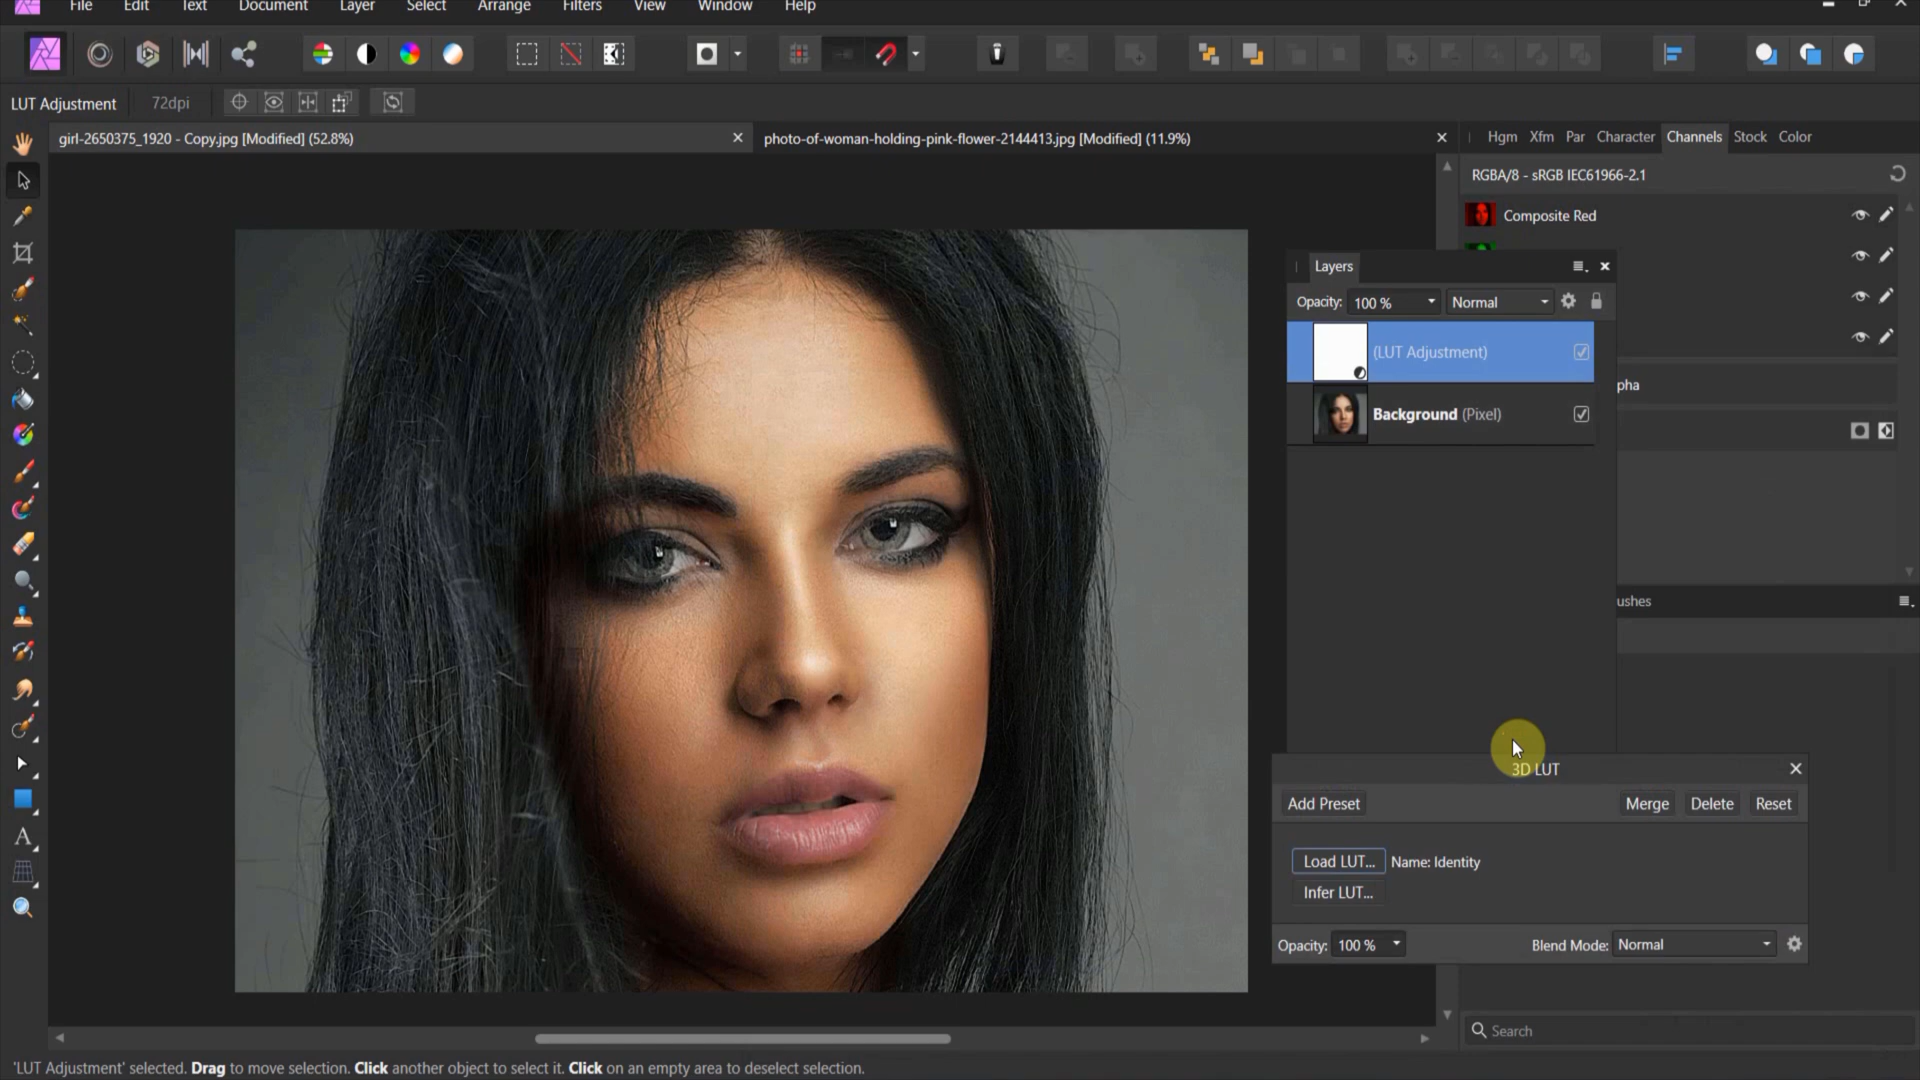 File Edit Text Document Layer Select Arrange Filters View Window Help
LUT Adjustment 72dpi
girl-2650375_1920 - Copy.jpg [Modified] (52.8%)
photo-of-woman-holding-pink-flower-2144413.jpg [Modified] (11.9%)
Hgm Xfm Par Character Channels Stock Color
RGBA/8 - sRGB IEC61966-2.1
Composite Red
Layers
Opacity: 100 % Normal
(LUT Adjustment)
pha
Background (Pixel)
ushes
3D LUT
Add Preset Merge Delete Reset
Load LUT... Name: Identity
Infer LUT...
Opacity: 100 % Blend Mode: Normal
Search
'LUT Adjustment' selected. Drag to move selection. Click another object to select it. Click on an empty area to deselect selection.